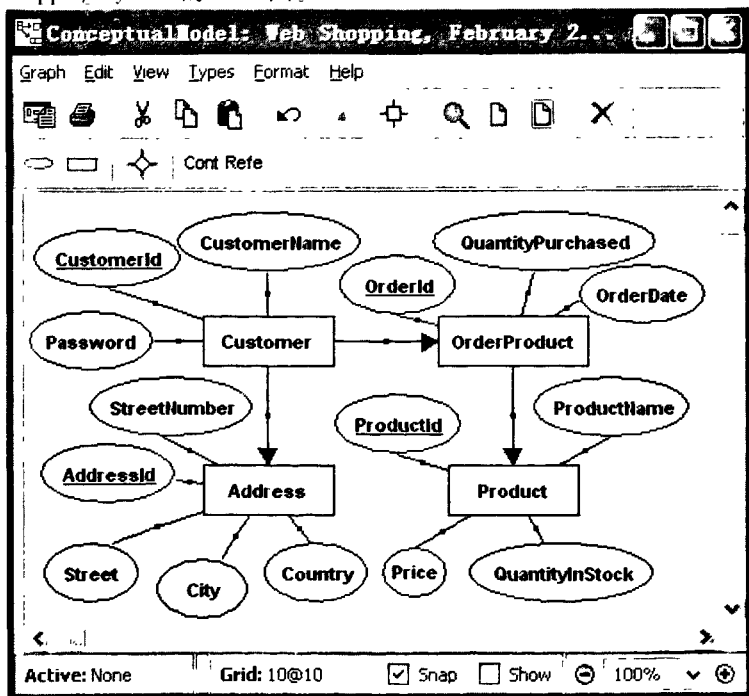 ConceptualModel: Web Shopping, February 2...
Graph Edit View Types Format Help
Cont Refe
CustomerId
CustomerName
QuantityPurchased
OrderId
OrderDate
Password
Customer
OrderProduct
StreetNumber
ProductId
ProductName
AddressId
Address
Product
Street
City
Country
Price
QuantityInStock
Active: None Grid: 10@10 Snap Show 100%